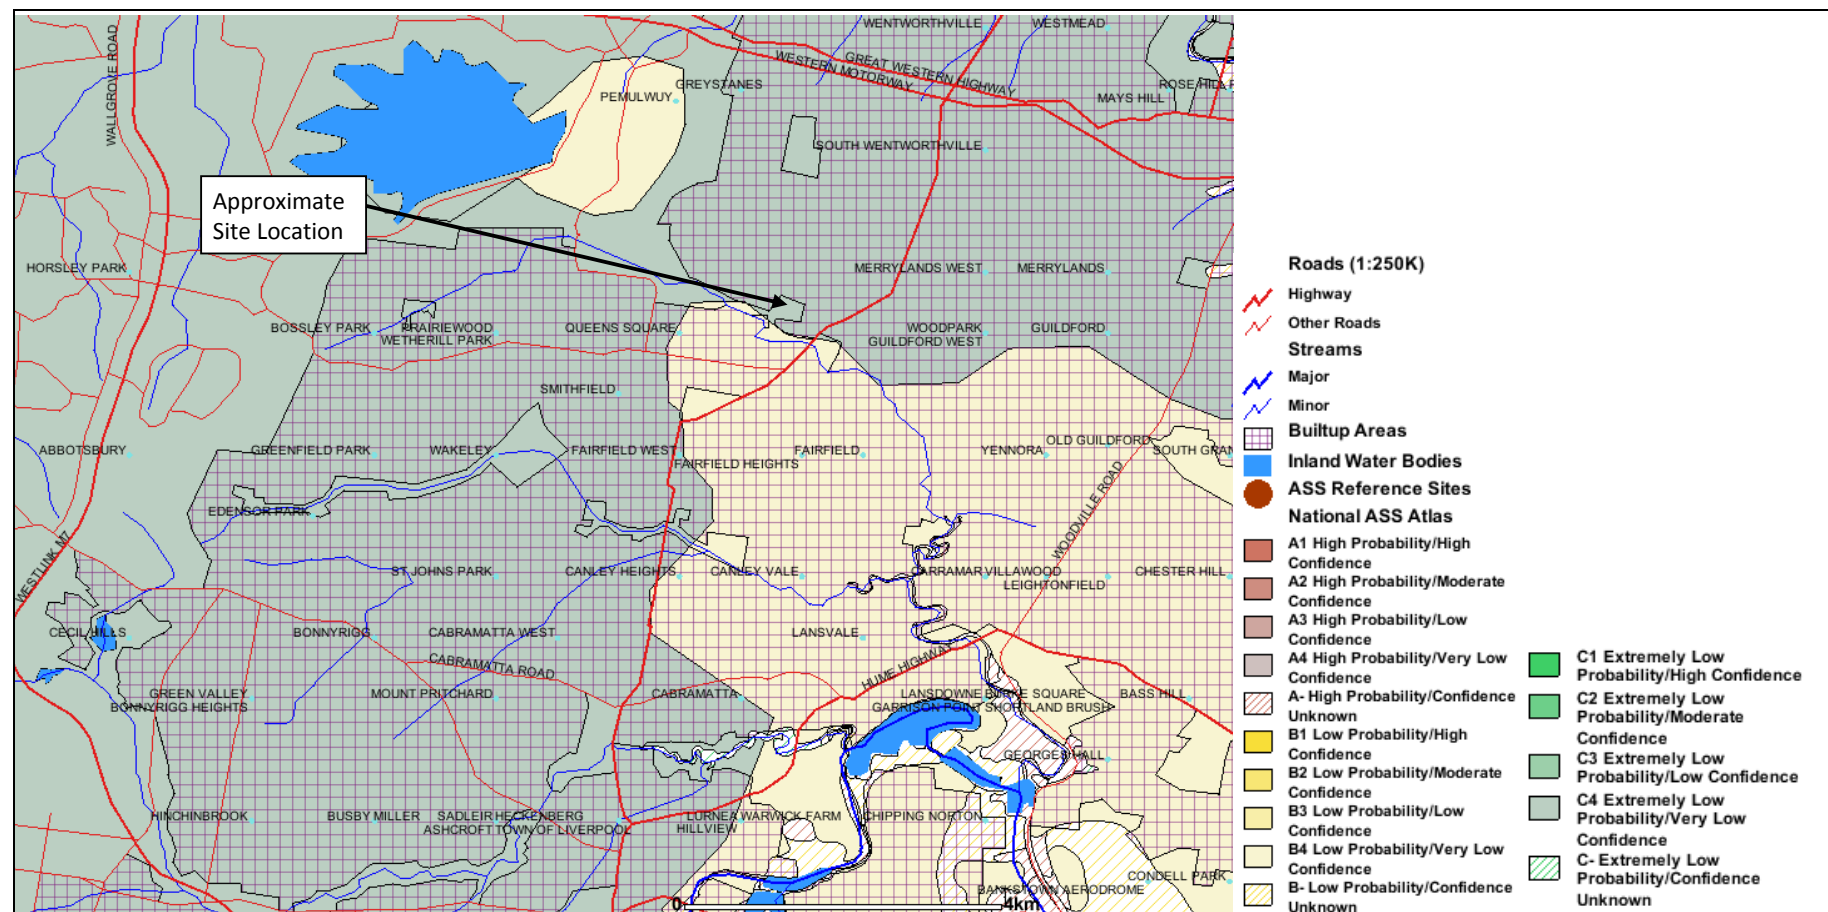 WENTWORTHVILLE
WESTMEAD
WALLGROVE ROAD
GREAT WESTERN HIGHWAY
WESTERN MOTORWAY
GREYSTANES
PEMULWUY
MAYS HILL
ROSE HILL
SOUTH WENTWORTHVILLE
Approximate
Site Location
HORSLEY PARK
MERRYLANDS WEST
MERRYLANDS
BOSSLEY PARK
PRAIRIEWOOD
WETHERILL PARK
QUEENS SQUARE
WOODPARK
GUILDFORD WEST
GUILDFORD
SMITHFIELD
ABBOTSBURY
GREENFIELD PARK
WAKELEY
FAIRFIELD WEST
FAIRFIELD HEIGHTS
FAIRFIELD
YENNORA
OLD GUILDFORD
SOUTH GRAN
WOODVILLE ROAD
EDENSOR PARK
WESTLINK M7
ST JOHNS PARK
CANLEY HEIGHTS
CANLEY VALE
CARRAMAR
VILLAWOOD
LEIGHTONFIELD
CHESTER HILL
CECIL HILLS
BONNYRIGG
CABRAMATTA WEST
LANSVALE
HUME HIGHWAY
CABRAMATTA ROAD
GREEN VALLEY
BONNYRIGG HEIGHTS
MOUNT PRITCHARD
CABRAMATTA
LANSDOWNE
BURKE SQUARE
GARRISON POINT
SHORTLAND BRUSH
BASS HILL
GEORGES HALL
HINCHINBROOK
BUSBY
MILLER
SADLEIR
HECKENBERG
ASHCROFT
TOWN OF LIVERPOOL
LURNEA
HILLVIEW
WARWICK FARM
CHIPPING NORTON
CONDELL PARK
BANKSTOWN AERODROME
0
4km
Roads (1:250K)
Highway
Other Roads
Streams
Major
Minor
Builtup Areas
Inland Water Bodies
ASS Reference Sites
National ASS Atlas
A1 High Probability/High
Confidence
A2 High Probability/Moderate
Confidence
A3 High Probability/Low
Confidence
A4 High Probability/Very Low
Confidence
A- High Probability/Confidence
Unknown
B1 Low Probability/High
Confidence
B2 Low Probability/Moderate
Confidence
B3 Low Probability/Low
Confidence
B4 Low Probability/Very Low
Confidence
B- Low Probability/Confidence
Unknown
C1 Extremely Low
Probability/High Confidence
C2 Extremely Low
Probability/Moderate
Confidence
C3 Extremely Low
Probability/Low Confidence
C4 Extremely Low
Probability/Very Low
Confidence
C- Extremely Low
Probability/Confidence
Unknown